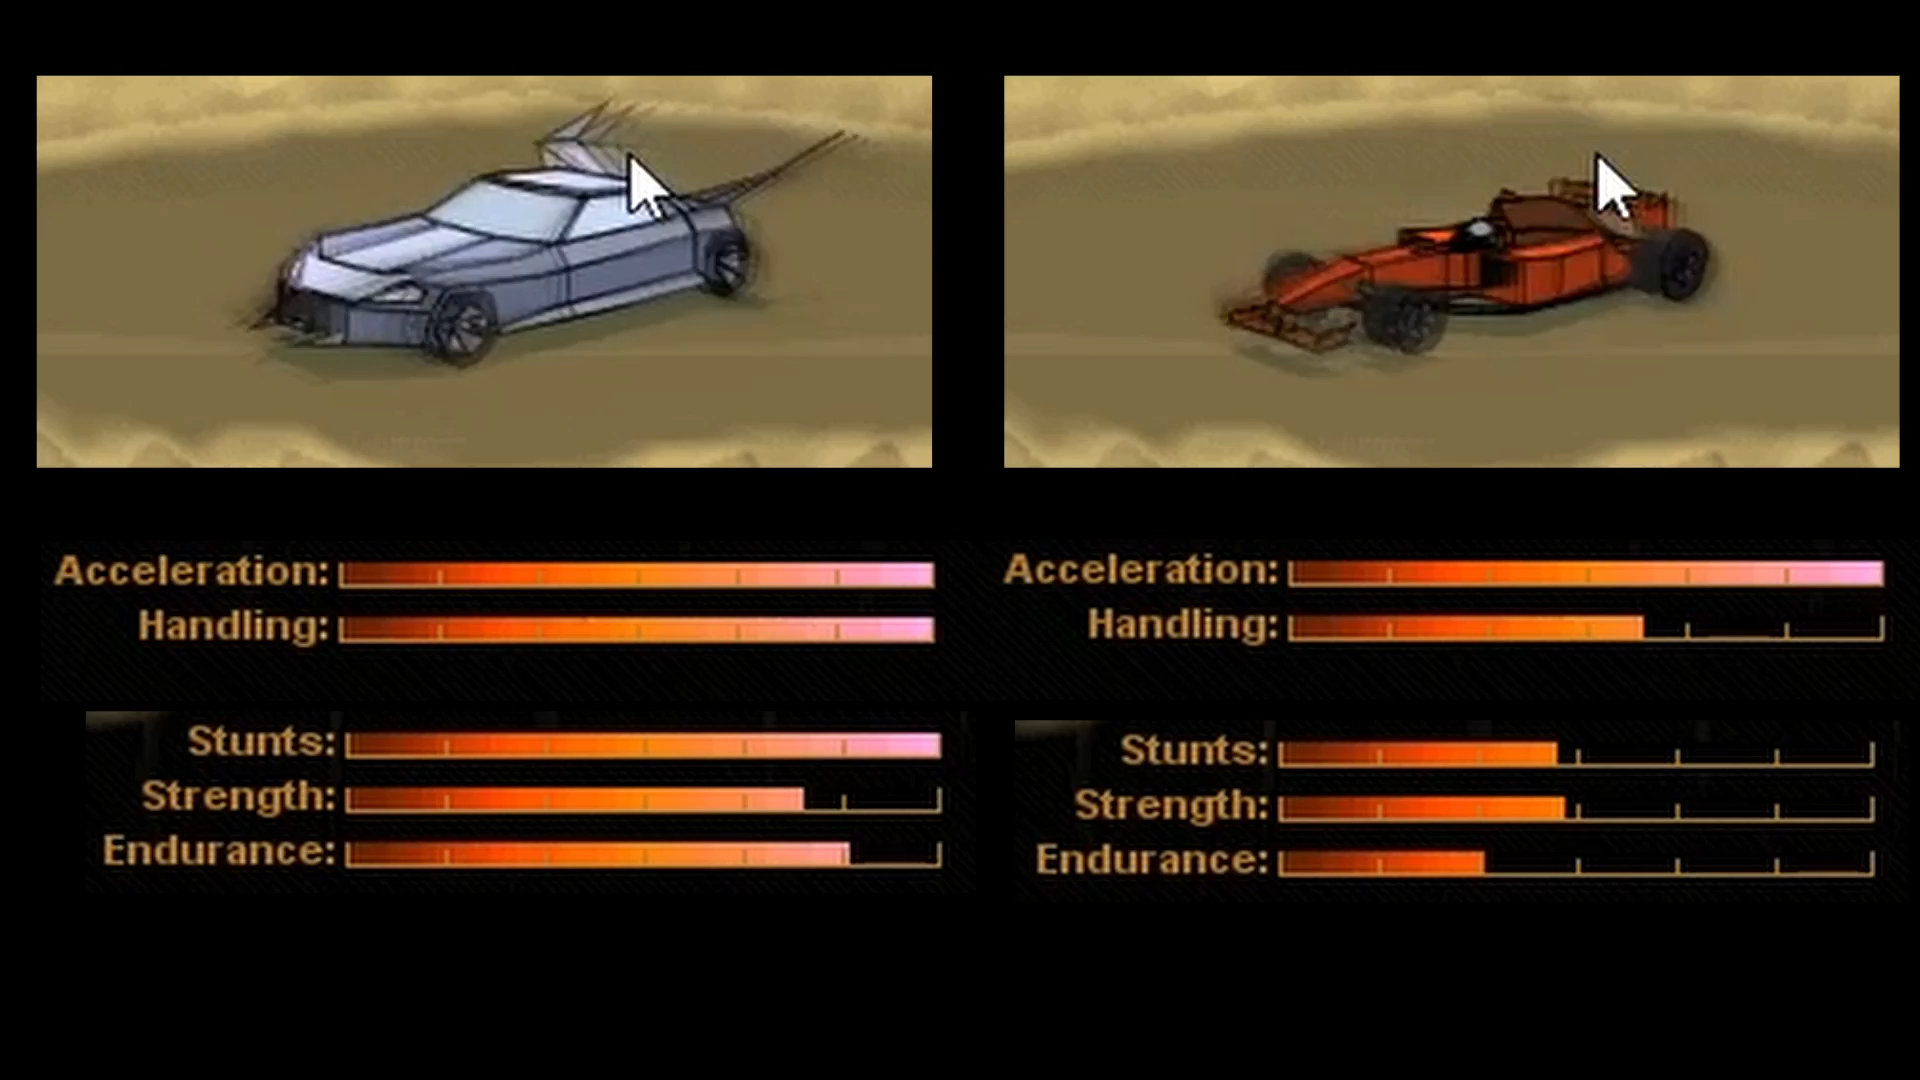 Acceleration:
Handling:
Stunts:
Strength:
Endurance:
Acceleration:
Handling:
Stunts:
Strength:
Endurance: